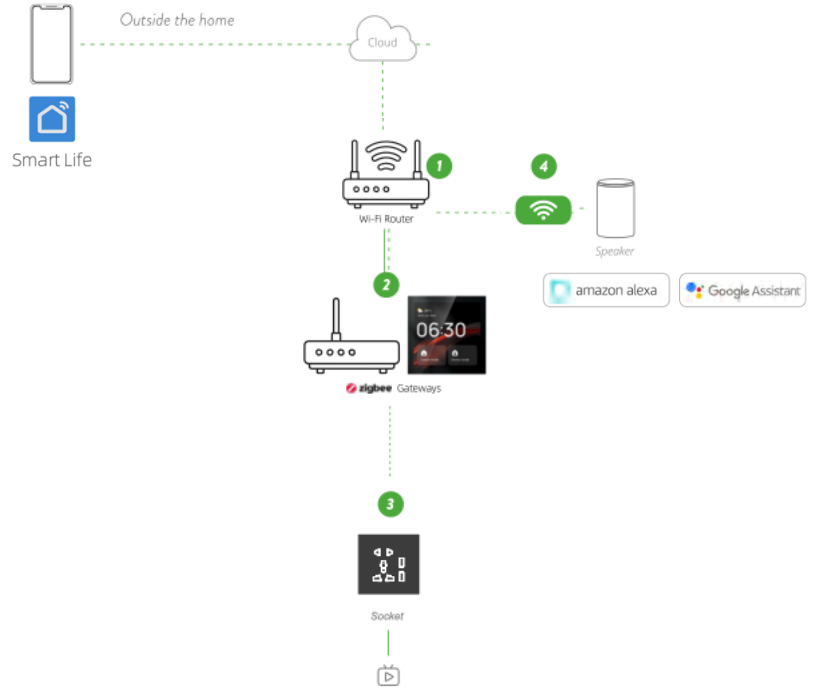 Outside the home
Cloud
Smart Life
1
4
Wi-Fi Router
Speaker
2
amazon alexa
Google Assistant
06:30
zigbee Gateways
3
Socket